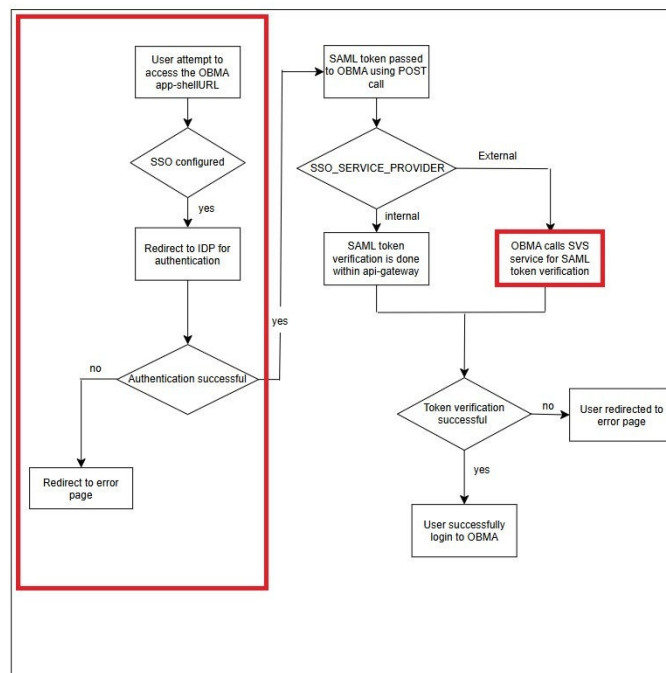 User attempt to
access the OBMA
app-shellURL
SSO configured
yes
Redirect to IDP for
authentication
Authentication successful
no
yes
Redirect to error
page
SAML token passed
to OBMA using POST
call
SSO_SERVICE_PROVIDER
External
internal
SAML token
verification is done
within api-gateway
OBMA calls SVS
service for SAML
token verification
Token verification
successful
no
User redirected to
error page
yes
User successfully
login to OBMA